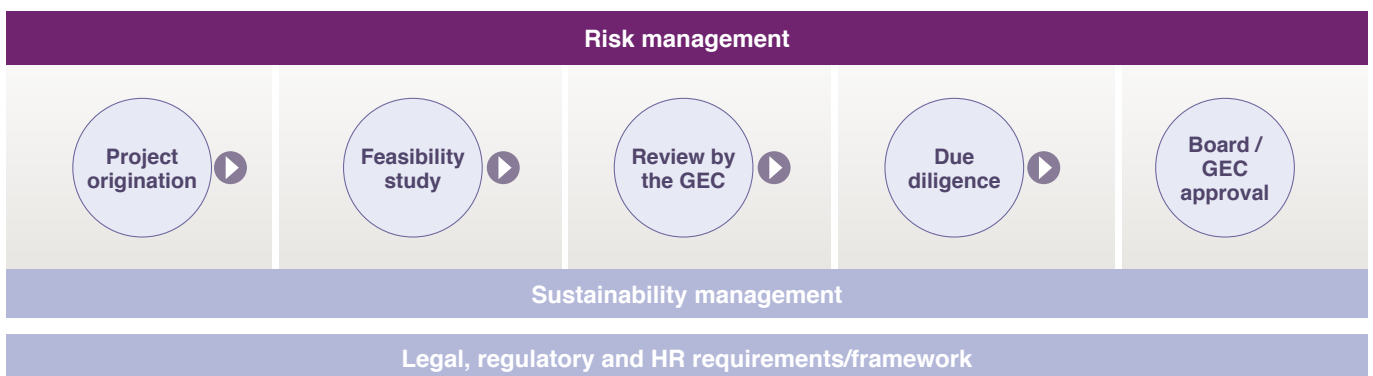 Risk management
Project
origination
Feasibility
study
Review by
the GEC
Due
diligence
Board /
GEC
approval
Sustainability management
Legal, regulatory and HR requirements/framework